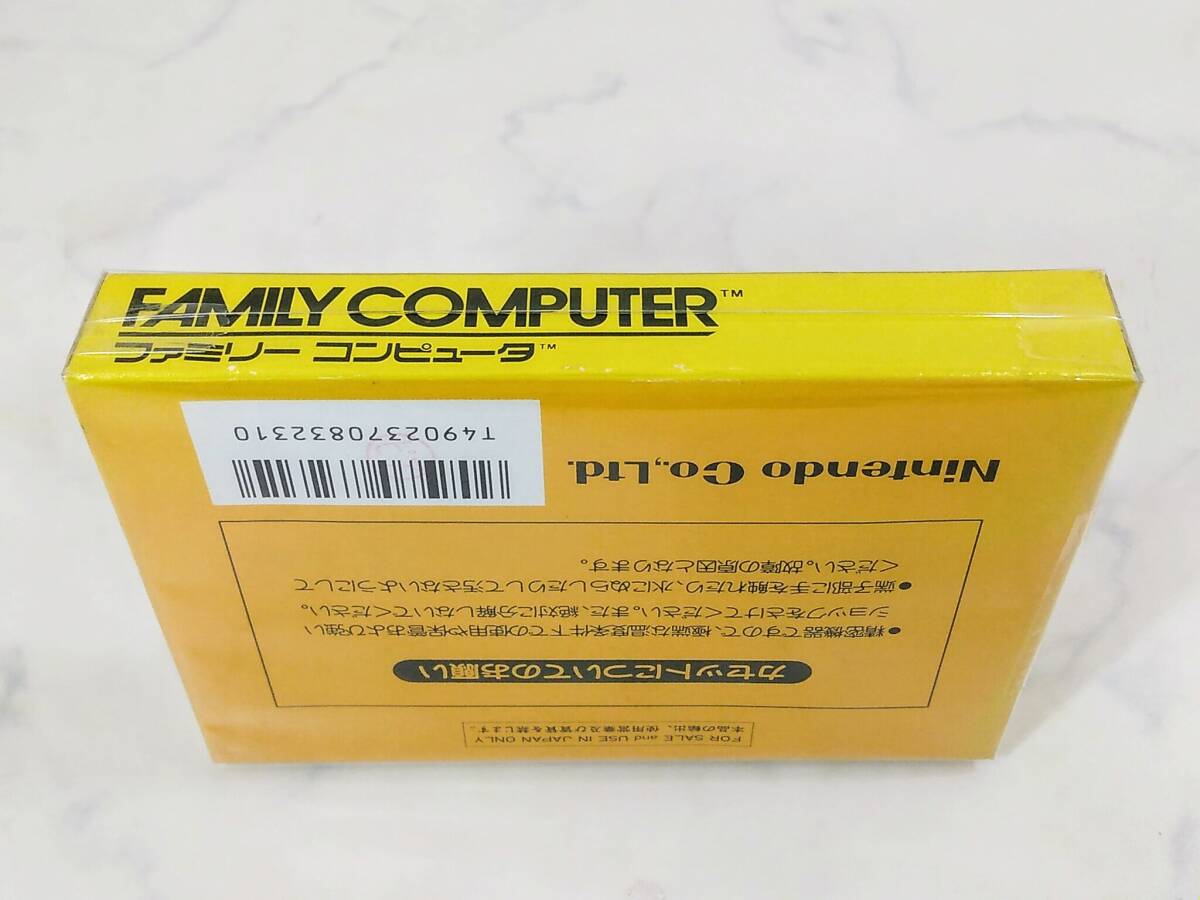 FAMILY COMPUTER™
ファミリー コンピュータ™
FOR SALE and USE IN JAPAN ONLY
本品の輸出、使用営業及び賃貸を禁じます。
カセットについてのお願い
●精密機器ですので、極端な温度条件下での使用や保管および強い
ショックをさけてください。また、絶対に分解しないでください。
●端子部に手を触れたり、水にぬらしたりして汚さないようにして
ください。故障の原因となります。
Nintendo Co.,Ltd.
T4902370832310